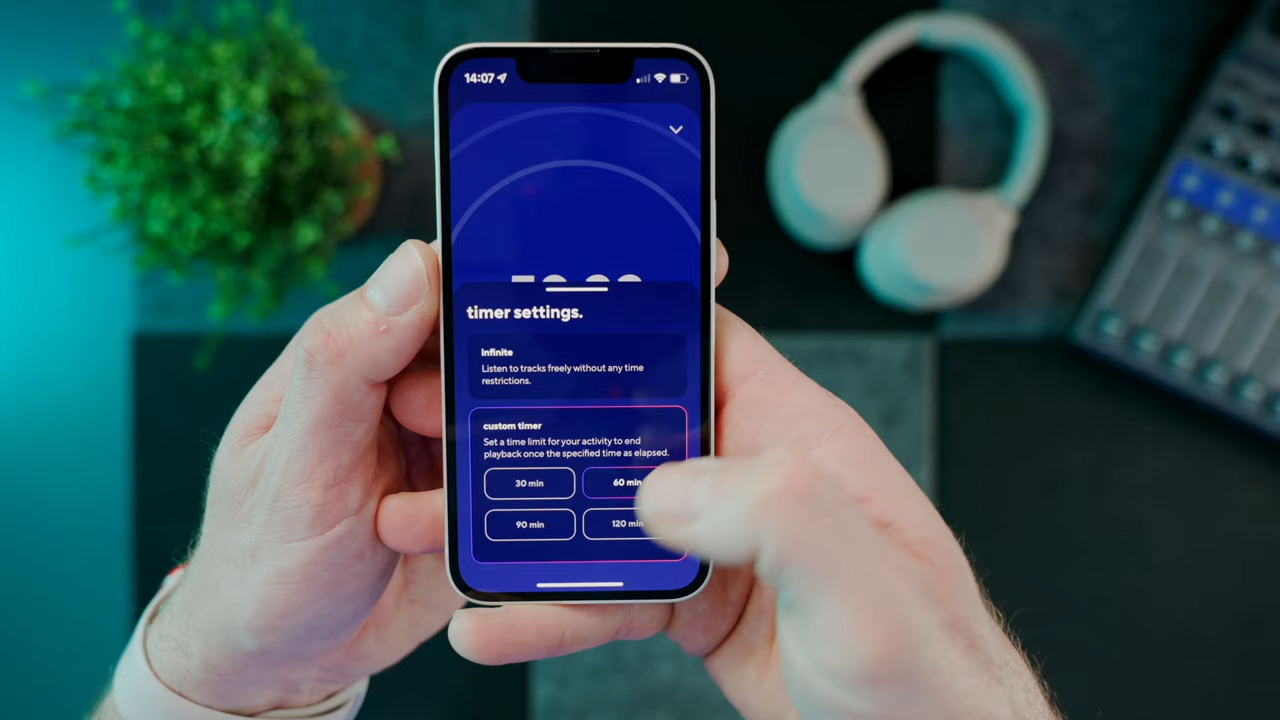 14:07
timer settings.
infinite
Listen to tracks freely without any time
restrictions.
custom timer
Set a time limit for your activity to end
playback once the specified time as elapsed.
30 min
60 min
90 min
120 min